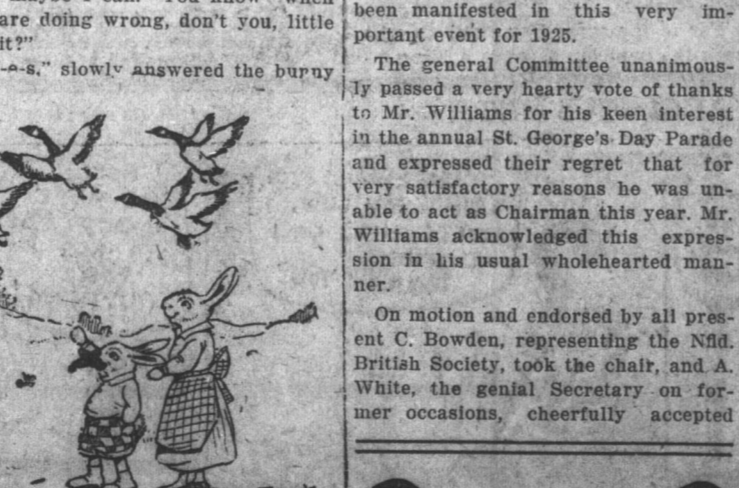 are doing wrong, don't you, little
it?"
-e-s." slowly answered the bunny
been manifested in this very im-
portant event for 1925.
The general Committee unanimous-
ly passed a very hearty vote of thanks
to Mr. Williams for his keen interest
in the annual St. George's Day Parade
and expressed their regret that for
very satisfactory reasons he was un-
able to act as Chairman this year. Mr.
Williams acknowledged this expres-
sion in his usual wholehearted man-
ner.
On motion and endorsed by all pres-
ent C. Bowden, representing the Nfld.
British Society, took the chair, and A.
White, the genial Secretary on for-
mer occasions, cheerfully accepted